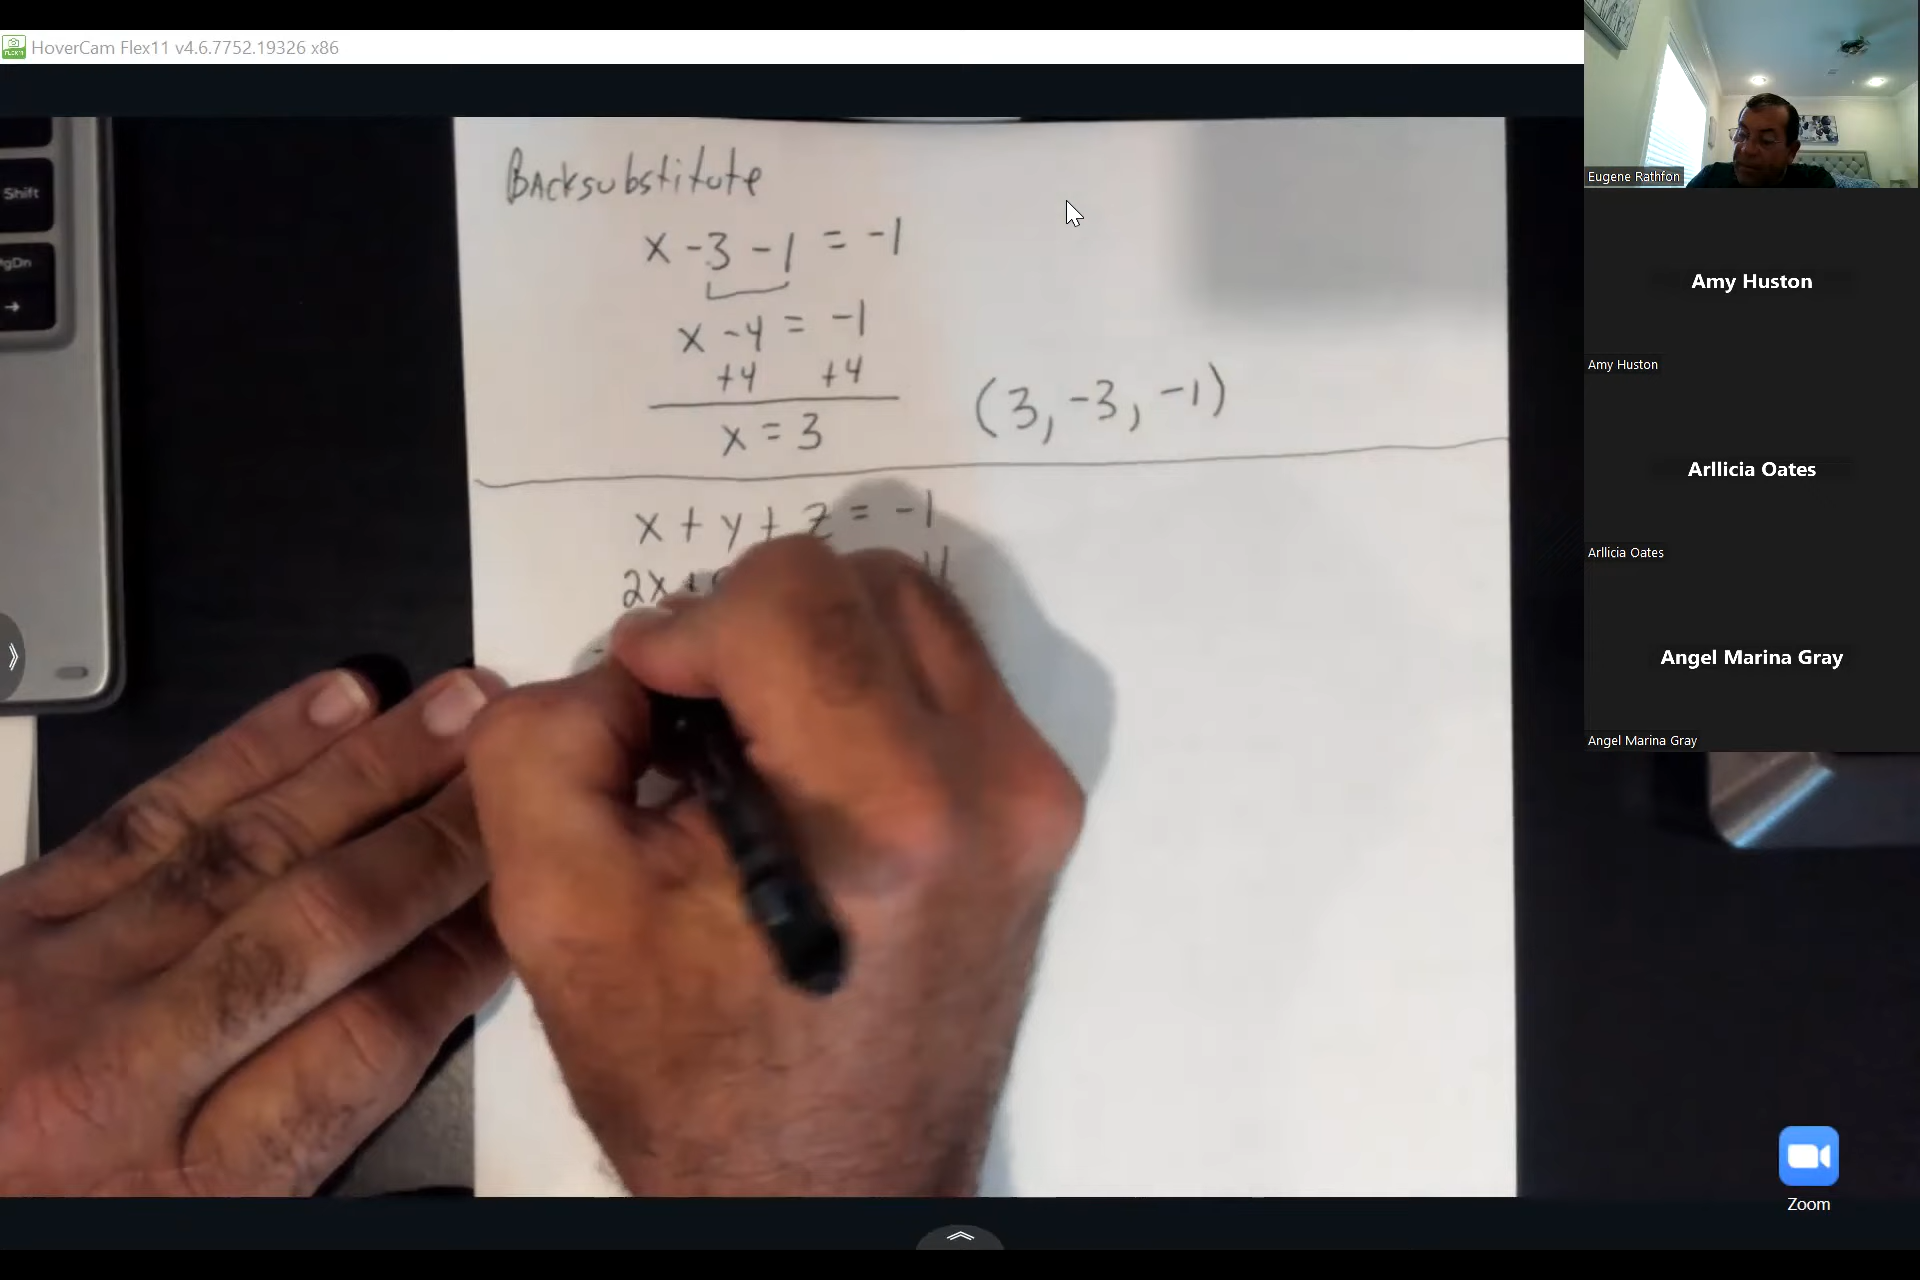 HoverCam Flex11 v4.6.7752.19326 x86
Shift
PgDn
Backsubstitute
x - 3 - 1 = -1
x - 4 = -1
+4 +4
x = 3
(3, -3, -1)
x + y + z = -1
2x +
Eugene Rathfon
Amy Huston
Amy Huston
Arllicia Oates
Arllicia Oates
Angel Marina Gray
Angel Marina Gray
Zoom